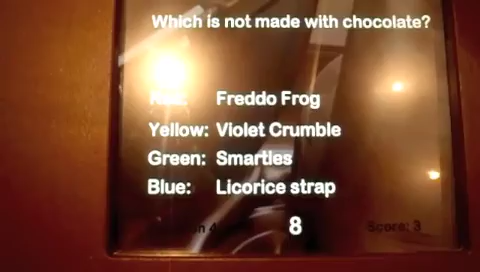 Which is not made with chocolate?
Freddo Frog
Yellow: Violet Crumble
Green: Smarties
Blue: Licorice strap
8 Score: 3